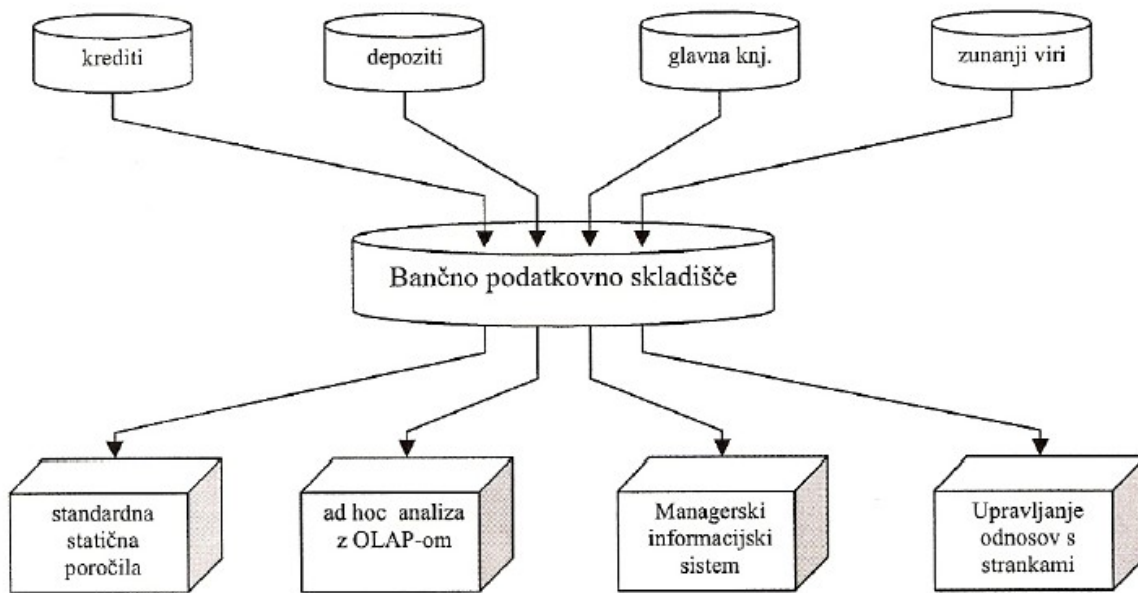 krediti
depoziti
glavna knj.
zunanji viri
Bančno podatkovno skladišče
standardna
statična
poročila
ad hoc analiza
z OLAP-om
Managerski
informacijski
sistem
Upravljanje
odnosov s
strankami